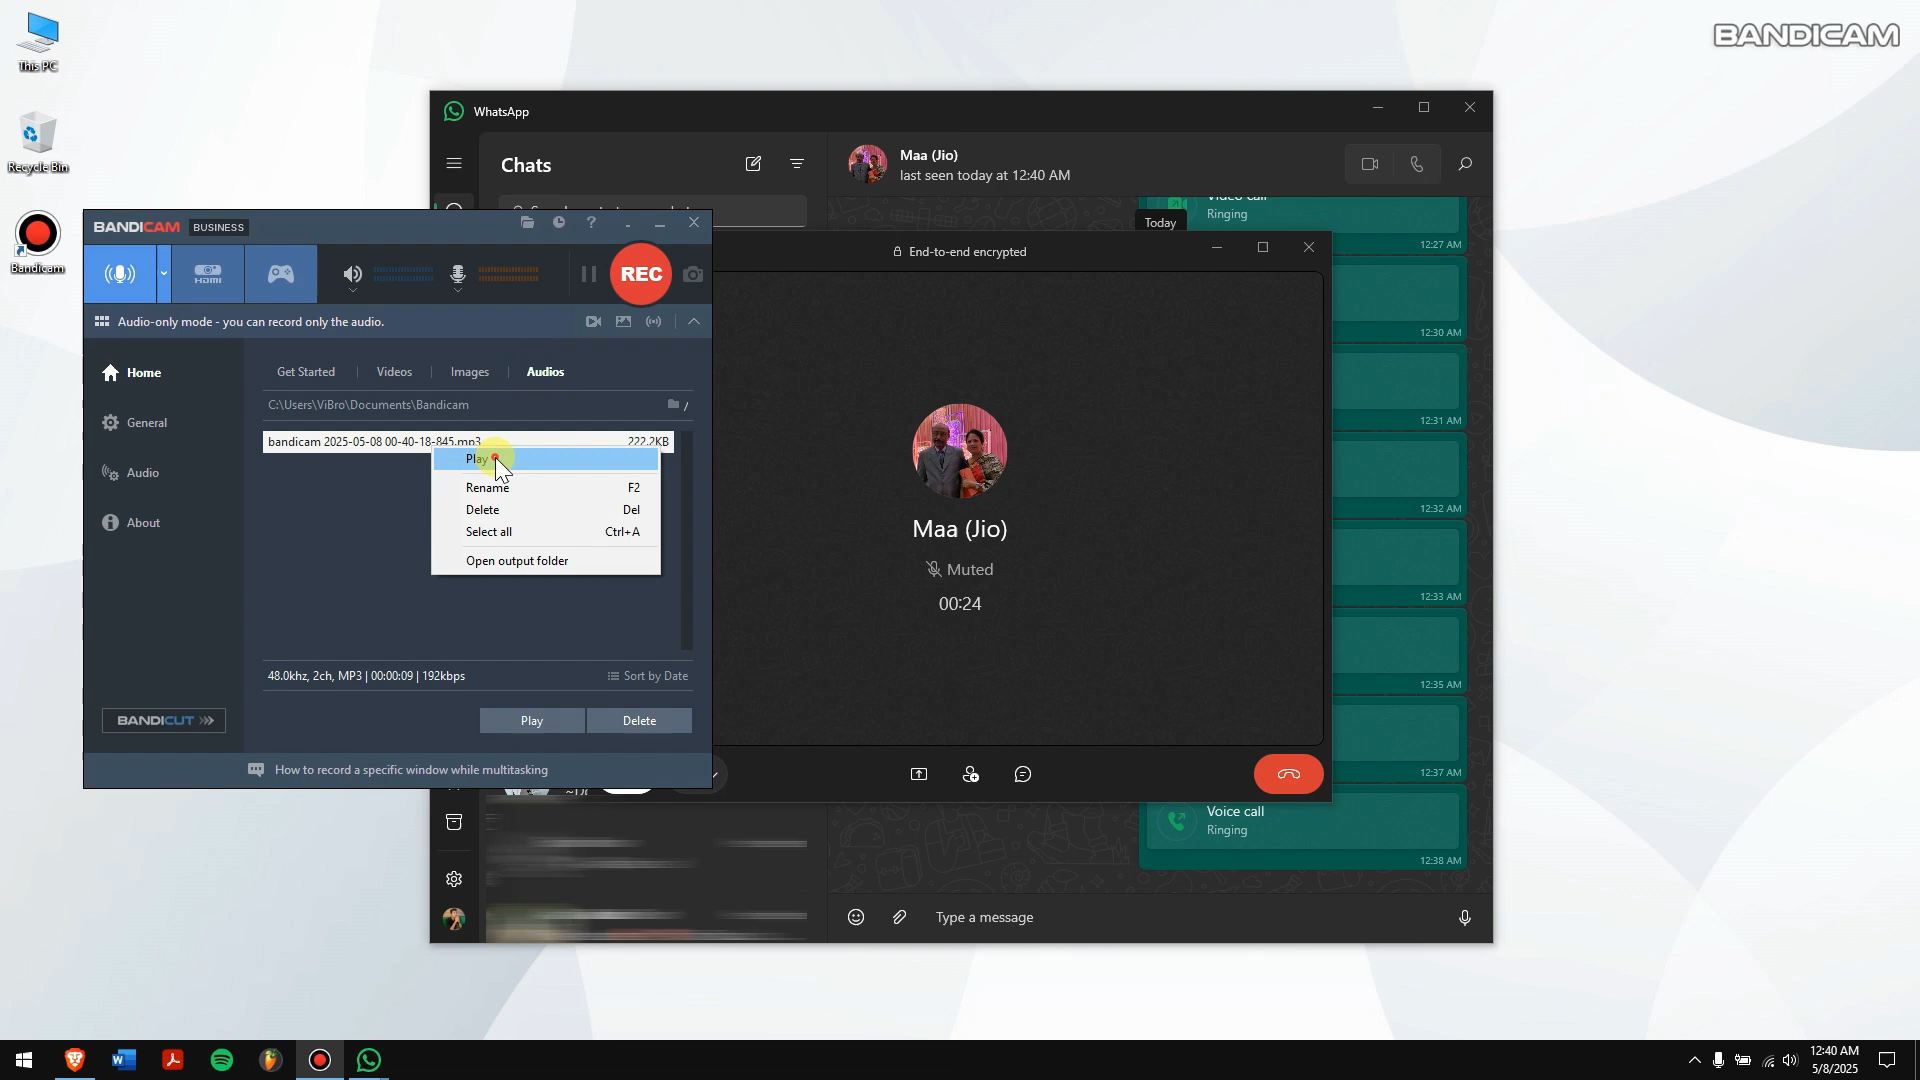 This PC
Recycle Bin
Bandicam
BANDICAM
WhatsApp
Chats
Maa (Jio)
last seen today at 12:40 AM
Ringing
12:27 AM
Today
12:30 AM
12:31 AM
12:32 AM
12:33 AM
12:35 AM
12:37 AM
Voice call
Ringing
12:38 AM
Type a message
End-to-end encrypted
Maa (Jio)
Muted
00:24
BANDICAM BUSINESS
HDMI
REC
Audio-only mode - you can record only the audio.
Home
General
Audio
About
BANDICUT
Get Started
Videos
Images
Audios
C:\Users\ViBro\Documents\Bandicam
/
bandicam 2025-05-08 00-40-18-845.mp3 222.2KB
Play
Rename F2
Delete Del
Select all Ctrl+A
Open output folder
48.0khz, 2ch, MP3 | 00:00:09 | 192kbps
Sort by Date
Play
Delete
How to record a specific window while multitasking
12:40 AM
5/8/2025